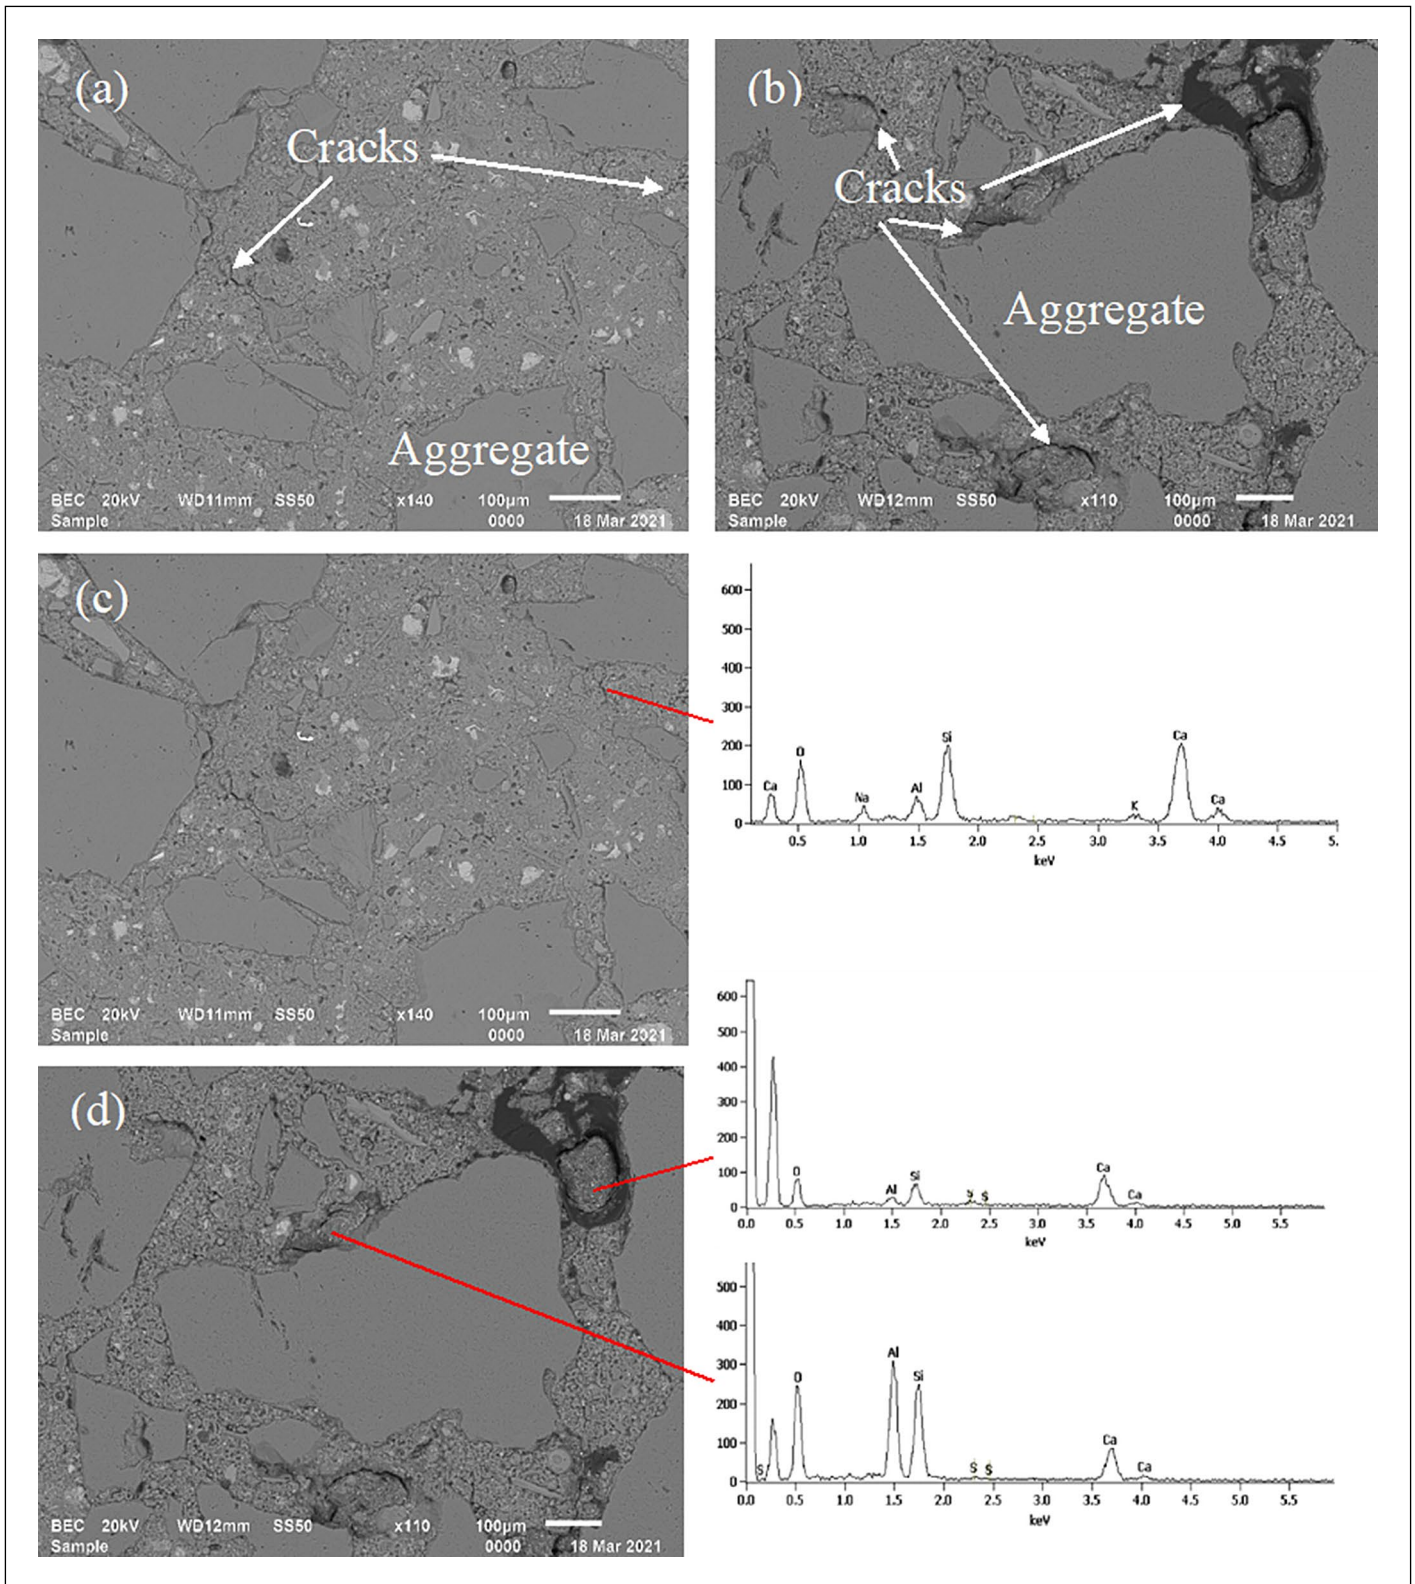 (a)
Cracks
Aggregate
BEC 20kV WD11mm SS50 x140 100µm
Sample 0000 18 Mar 2021
(b)
Cracks
Aggregate
BEC 20kV WD12mm SS50 x110 100µm
Sample 0000 18 Mar 2021
(c)
BEC 20kV WD11mm SS50 x140 100µm
Sample 0000 18 Mar 2021
600
500
400
300
200
100
0
Ca O Na Al Si K Ca Ca
0.5 1.0 1.5 2.0 2.5 3.0 3.5 4.0 4.5 5.
keV
(d)
BEC 20kV WD12mm SS50 x110 100µm
Sample 0000 18 Mar 2021
600
500
400
300
200
100
0
O Al Si S S Ca Ca
0.0 0.5 1.0 1.5 2.0 2.5 3.0 3.5 4.0 4.5 5.0 5.5
keV
500
400
300
200
100
0
S O Al Si S S Ca Ca
0.0 0.5 1.0 1.5 2.0 2.5 3.0 3.5 4.0 4.5 5.0 5.5
keV